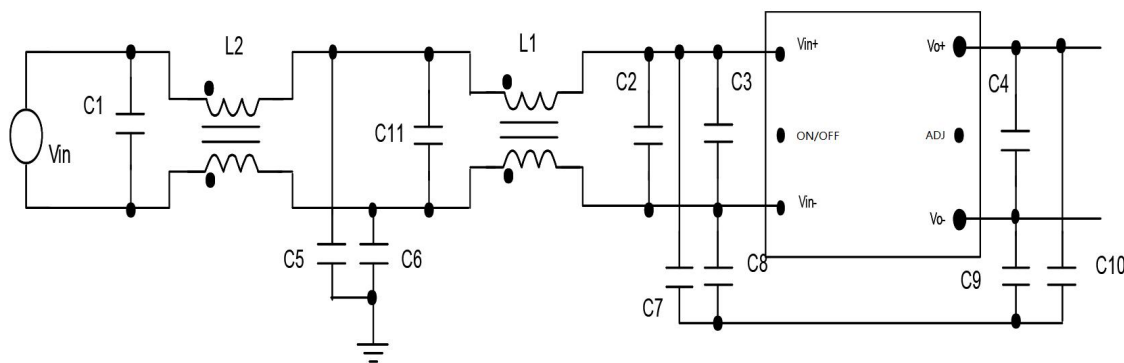 L2
L1
Vin+
Vo+
C2
C3
C4
C1
C11
ON/OFF
ADJ
Vin
Vin-
Vo-
C5
C6
C8
C9
C10
C7